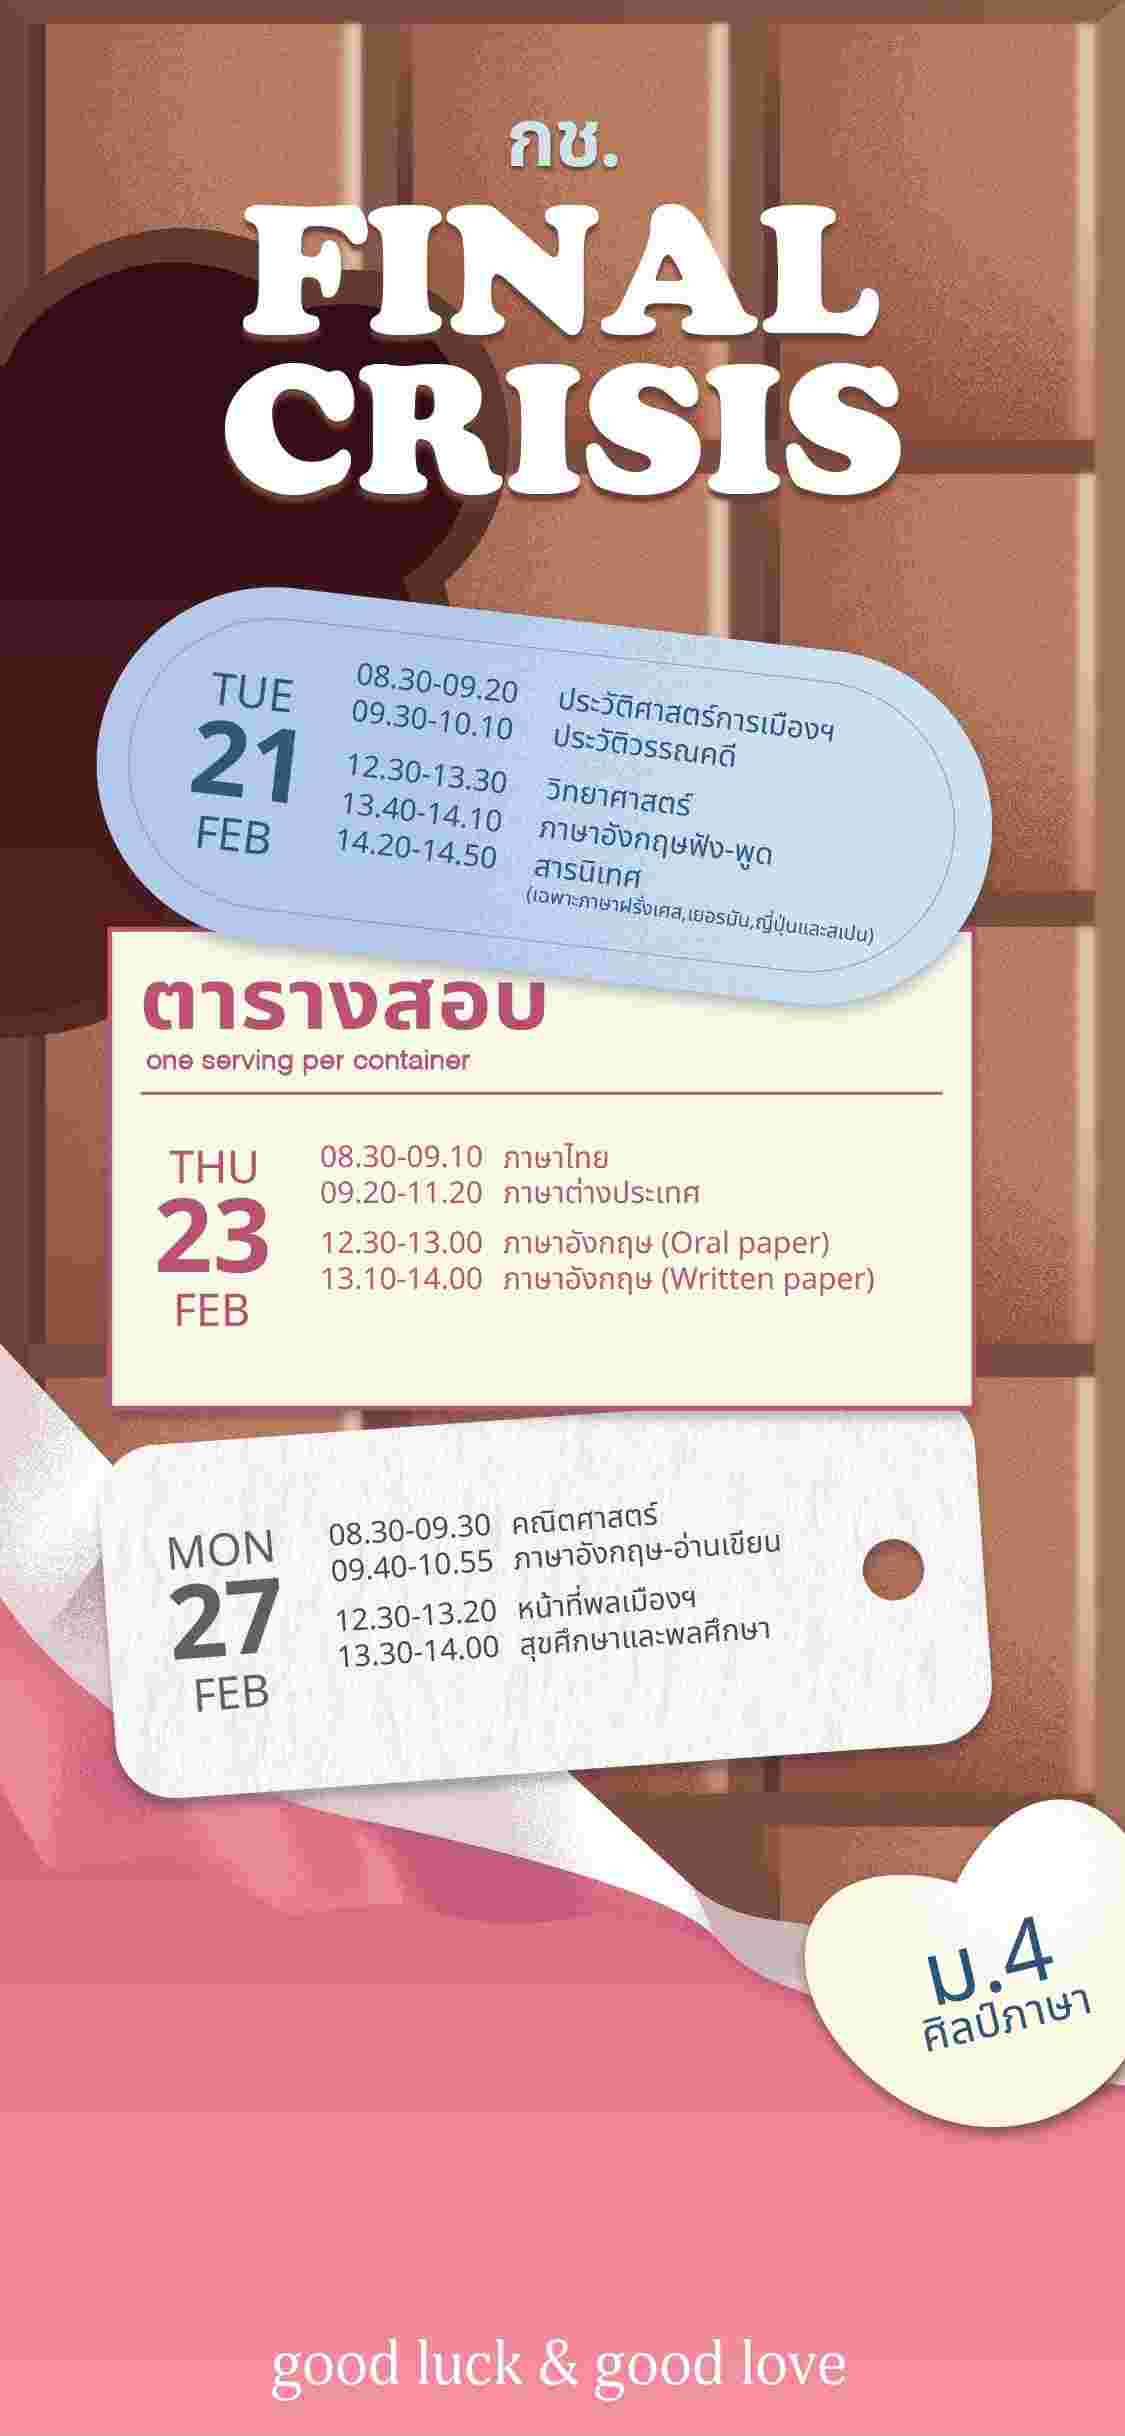 กช.
FINAL
CRISIS
TUE
21
FEB
08.30-09.20 ประวัติศาสตร์การเมืองฯ
09.30-10.10 ประวัติวรรณคดี
12.30-13.30 วิทยาศาสตร์
13.40-14.10 ภาษาอังกฤษฟัง-พูด
14.20-14.50 สารนิเทศ
(เฉพาะภาษาฝรั่งเศส,เยอรมัน,ญี่ปุ่นและสเปน)
ตารางสอบ
one serving per container
THU
23
FEB
08.30-09.10 ภาษาไทย
09.20-11.20 ภาษาต่างประเทศ
12.30-13.00 ภาษาอังกฤษ (Oral paper)
13.10-14.00 ภาษาอังกฤษ (Written paper)
MON
27
FEB
08.30-09.30 คณิตศาสตร์
09.40-10.55 ภาษาอังกฤษ-อ่านเขียน
12.30-13.20 หน้าที่พลเมืองฯ
13.30-14.00 สุขศึกษาและพลศึกษา
ม.4
ศิลป์ภาษา
good luck & good love